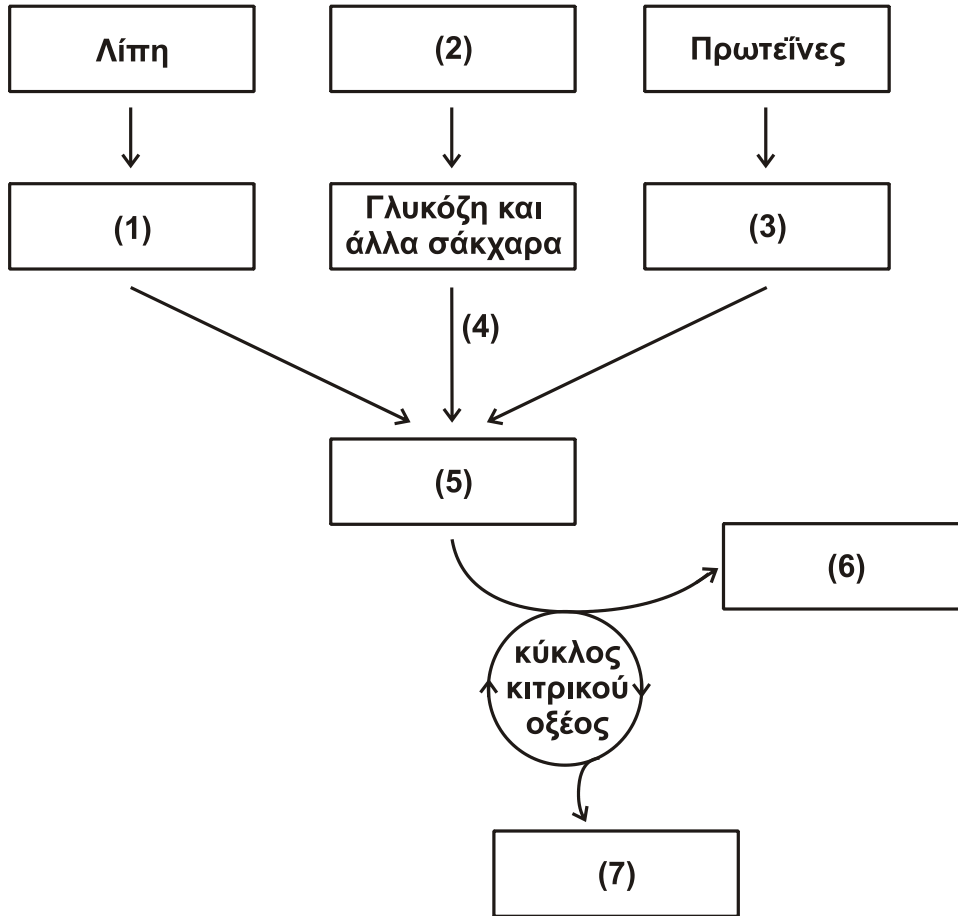 Λίπη
(2)
Πρωτεΐνες
(1)
Γλυκόζη και
άλλα σάκχαρα
(3)
(4)
(5)
(6)
κύκλος
κιτρικού
οξέος
(7)